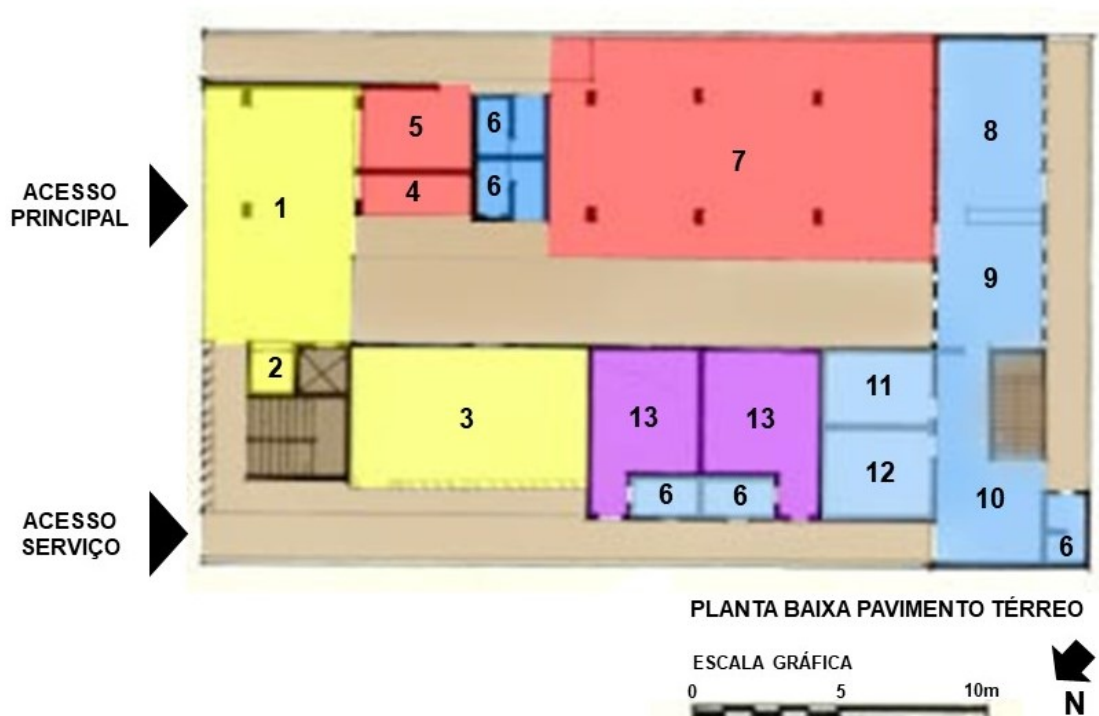 ACESSO
PRINCIPAL
ACESSO
SERVIÇO
1
2
3
4
5
6
6
7
8
9
10
11
12
13
13
6
6
6
PLANTA BAIXA PAVIMENTO TÉRREO
ESCALA GRÁFICA
0 5 10m
N